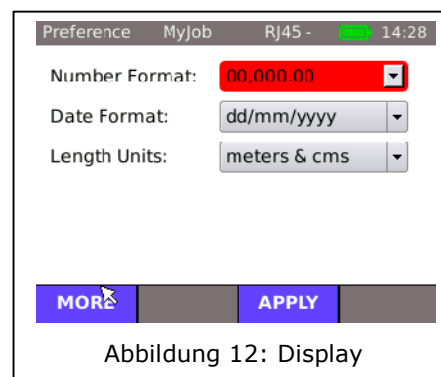 Preference MyJob RJ45 - 14:28
Number Format: 00,000.00
Date Format: dd/mm/yyyy
Length Units: meters & cms
MORE APPLY
Abbildung 12: Display